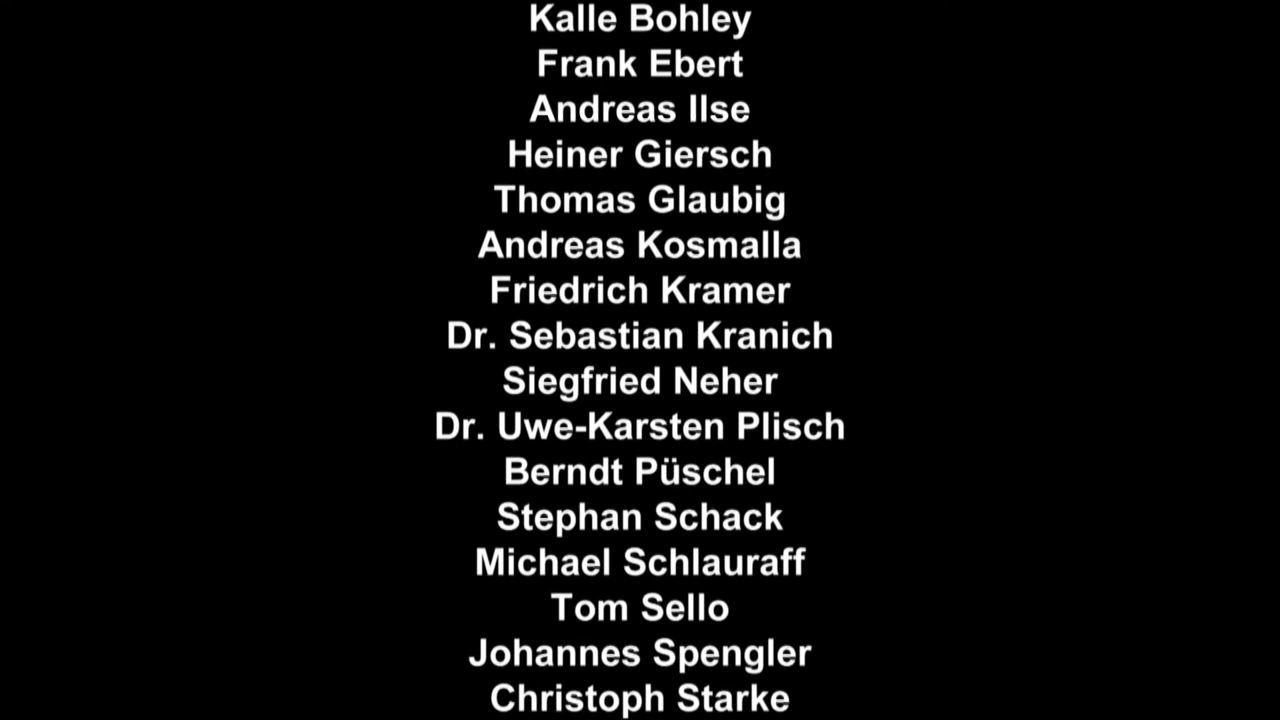 Kalle Bohley
Frank Ebert
Andreas Ilse
Heiner Giersch
Thomas Glaubig
Andreas Kosmalla
Friedrich Kramer
Dr. Sebastian Kranich
Siegfried Neher
Dr. Uwe-Karsten Plisch
Berndt Püschel
Stephan Schack
Michael Schlauraff
Tom Sello
Johannes Spengler
Christoph Starke